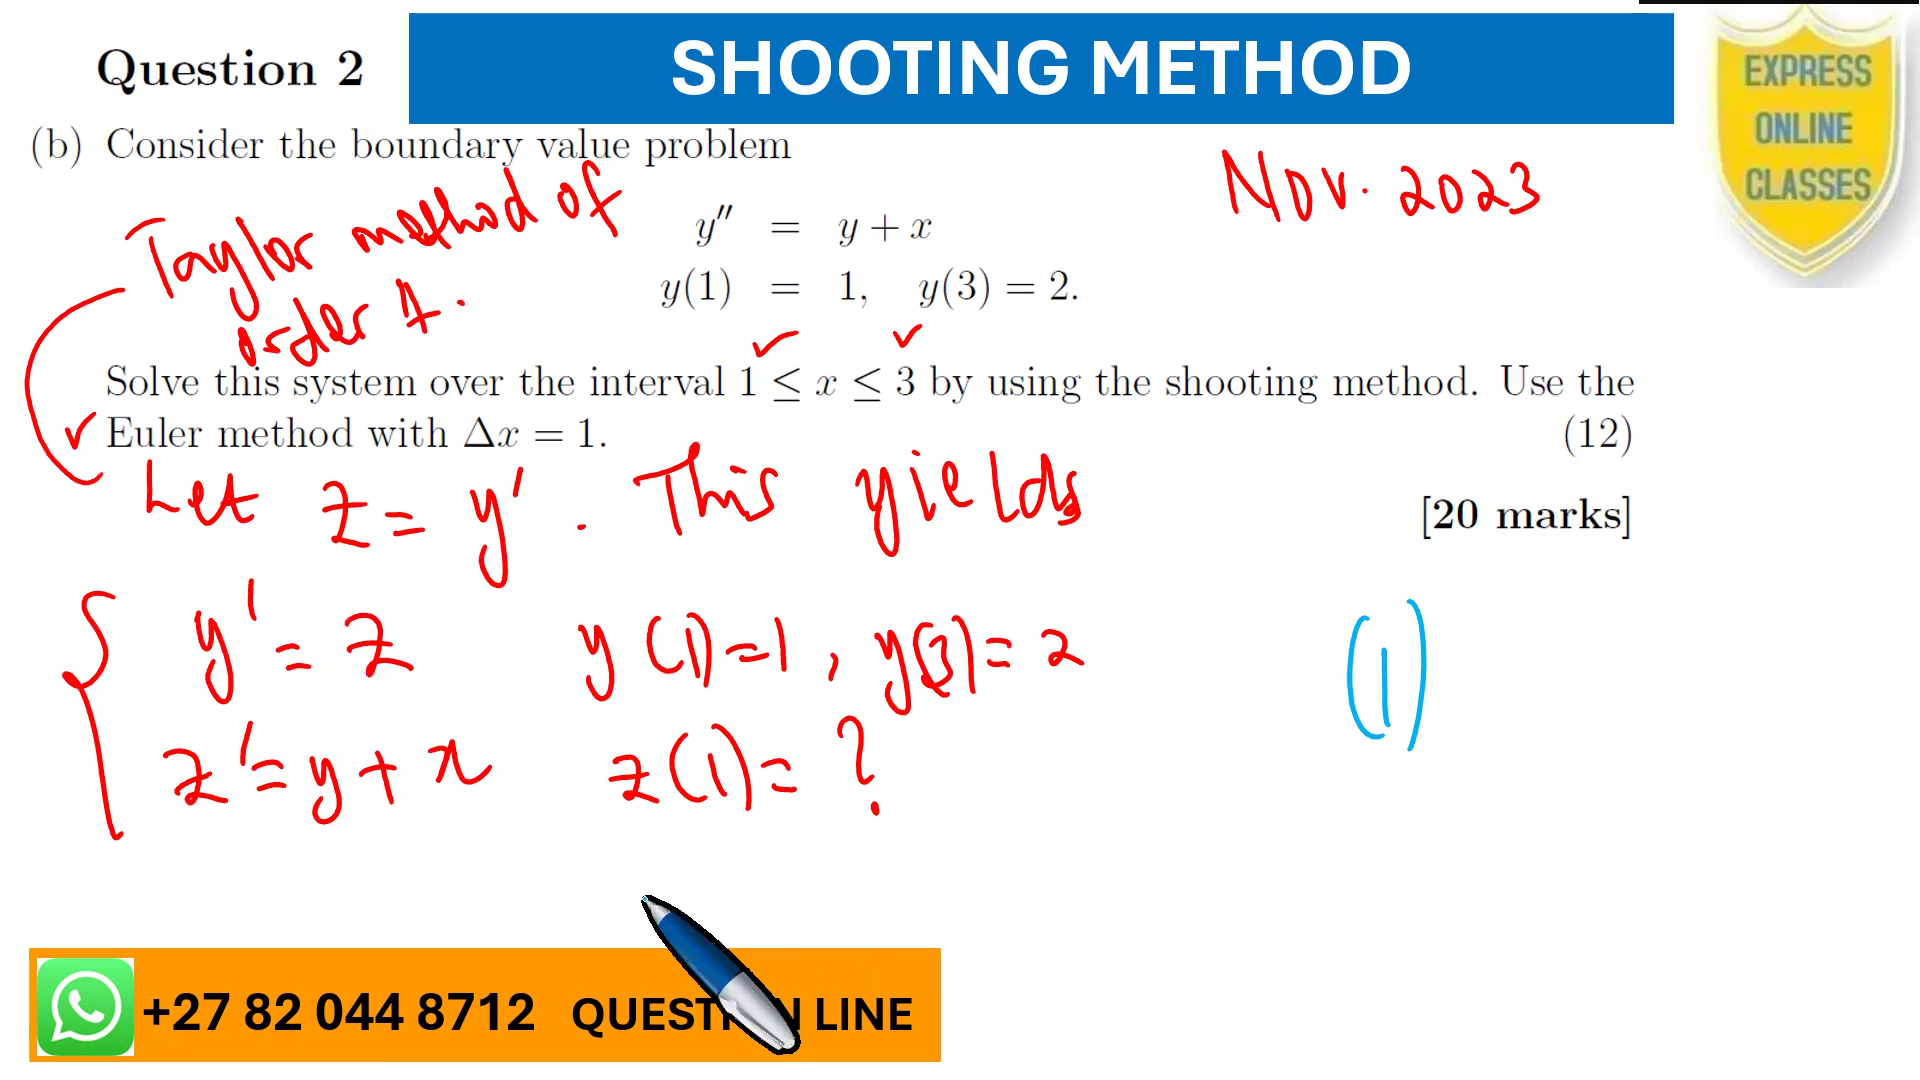 Question 2
SHOOTING METHOD
EXPRESS
ONLINE
CLASSES
(b) Consider the boundary value problem
Nov. 2023
Taylor method of
order 4.
y'' = y + x
y(1) = 1, y(3) = 2.
Solve this system over the interval 1 ≤ x ≤ 3 by using the shooting method. Use the
Euler method with Δx = 1. (12)
[20 marks]
Let z = y'. This yields
y' = z y(1)=1, y(3)= 2
(1)
z' = y + x z(1)= ?
+27 82 044 8712 LINE